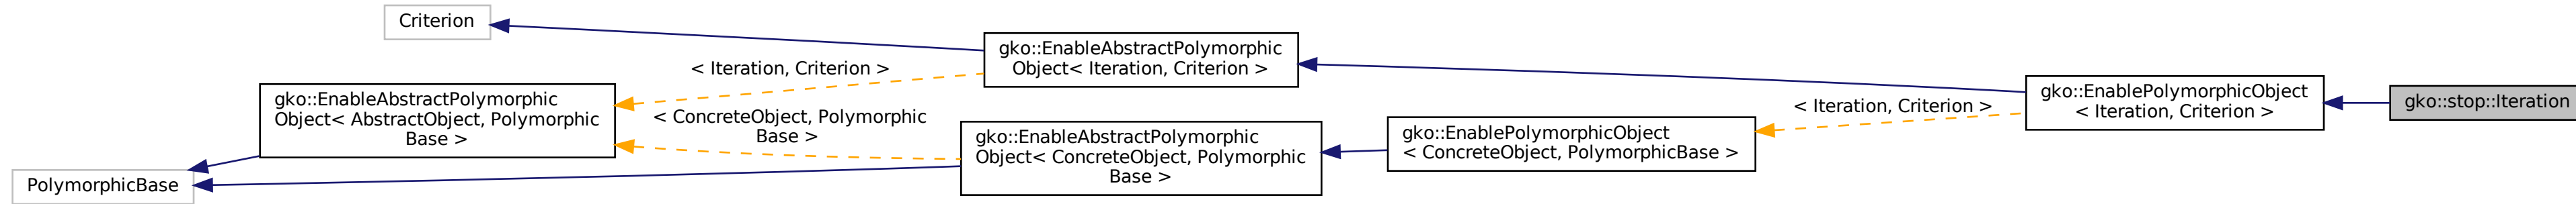 Criterion
gko::EnableAbstractPolymorphic
Object< Iteration, Criterion >
< Iteration, Criterion >
gko::EnablePolymorphicObject
< Iteration, Criterion >
gko::stop::Iteration
gko::EnableAbstractPolymorphic
Object< AbstractObject, Polymorphic
Base >
< ConcreteObject, Polymorphic
Base >
< Iteration, Criterion >
gko::EnablePolymorphicObject
< ConcreteObject, PolymorphicBase >
gko::EnableAbstractPolymorphic
Object< ConcreteObject, Polymorphic
Base >
PolymorphicBase